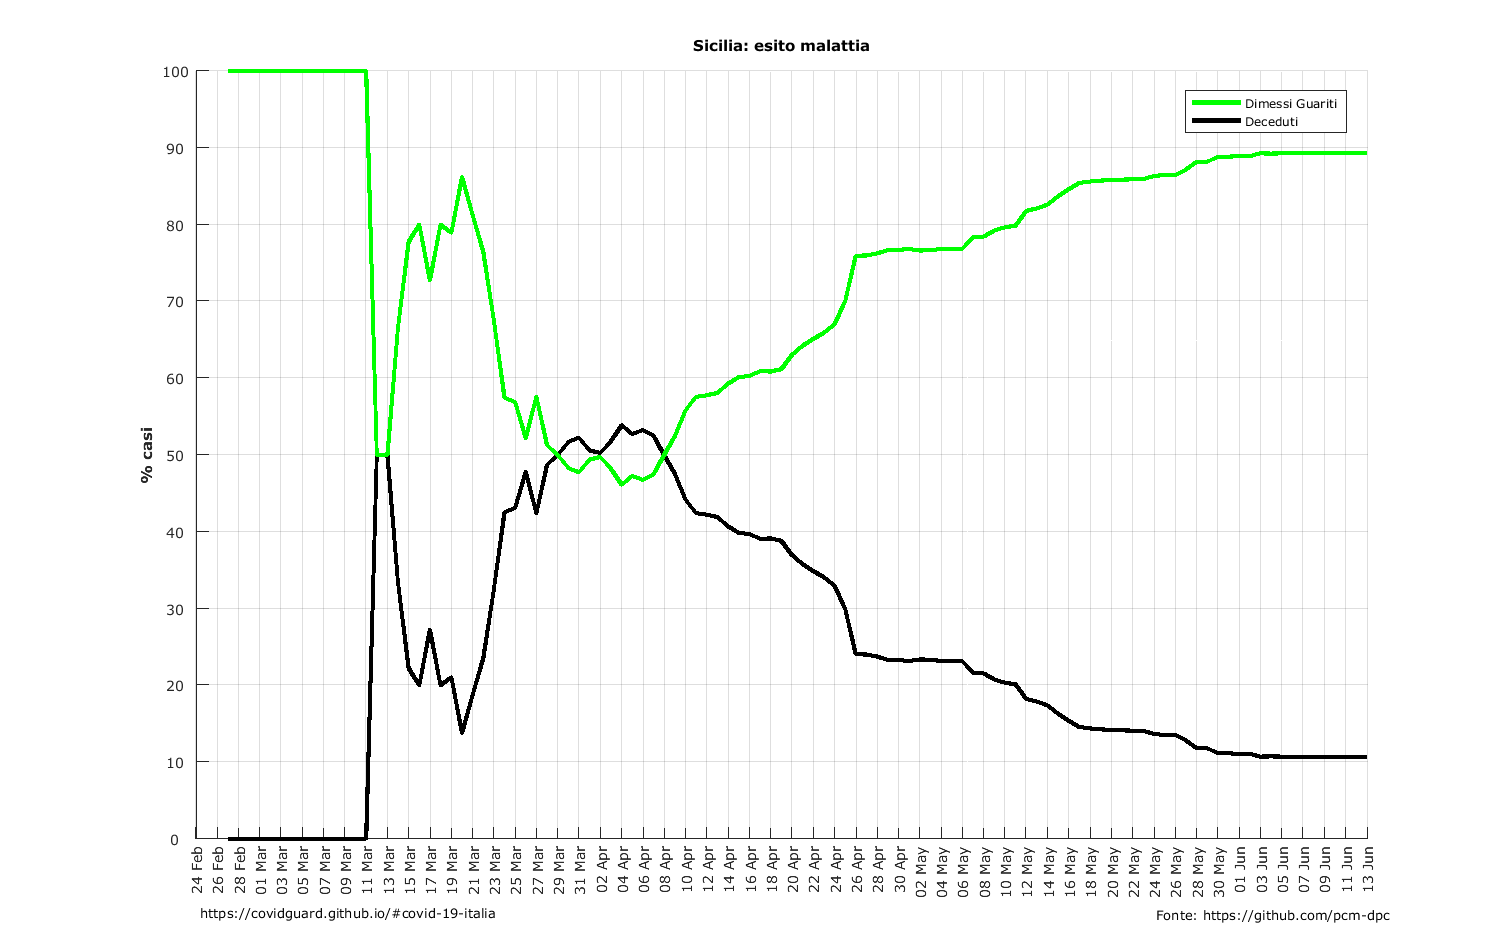 Sicilia: esito malattia
100
90
80
70
60
50
40
30
20
10
0
% casi
Dimessi Guariti
Deceduti
24 Feb
26 Feb
28 Feb
01 Mar
03 Mar
05 Mar
07 Mar
09 Mar
11 Mar
13 Mar
15 Mar
17 Mar
19 Mar
21 Mar
23 Mar
25 Mar
27 Mar
29 Mar
31 Mar
02 Apr
04 Apr
06 Apr
08 Apr
10 Apr
12 Apr
14 Apr
16 Apr
18 Apr
20 Apr
22 Apr
24 Apr
26 Apr
28 Apr
30 Apr
02 May
04 May
06 May
08 May
10 May
12 May
14 May
16 May
18 May
20 May
22 May
24 May
26 May
28 May
30 May
01 Jun
03 Jun
05 Jun
07 Jun
09 Jun
11 Jun
13 Jun
https://covidguard.github.io/#covid-19-italia
Fonte: https://github.com/pcm-dpc